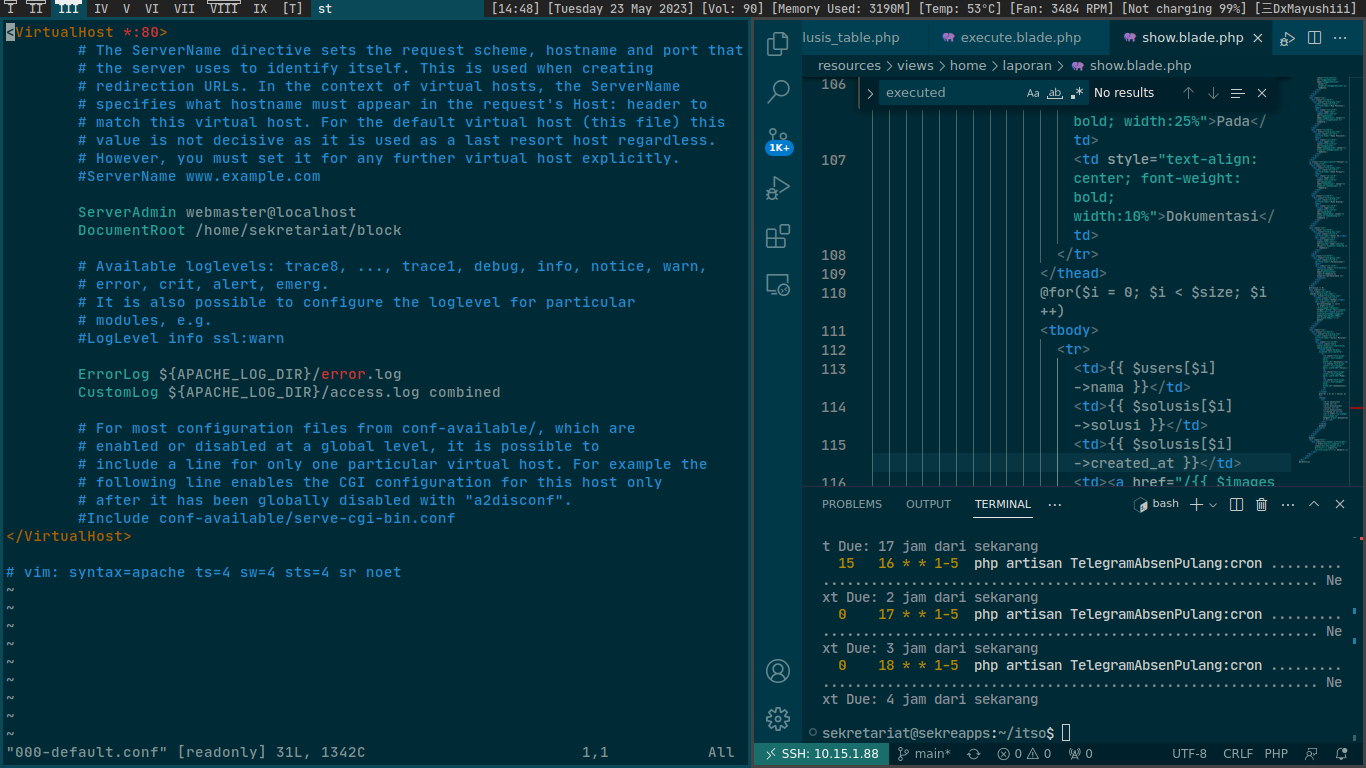 I II III IV V VI VII VIII IX [T] st [14:48] [Tuesday 23 May 2023] [Vol: 90] [Memory Used: 3190M] [Temp: 53°C] [Fan: 3484 RPM] [Not charging 99%] [三DxMayushiii]
<VirtualHost *:80>
# The ServerName directive sets the request scheme, hostname and port that
# the server uses to identify itself. This is used when creating
# redirection URLs. In the context of virtual hosts, the ServerName
# specifies what hostname must appear in the request's Host: header to
# match this virtual host. For the default virtual host (this file) this
# value is not decisive as it is used as a last resort host regardless.
# However, you must set it for any further virtual host explicitly.
#ServerName www.example.com
ServerAdmin webmaster@localhost
DocumentRoot /home/sekretariat/block
# Available loglevels: trace8, ..., trace1, debug, info, notice, warn,
# error, crit, alert, emerg.
# It is also possible to configure the loglevel for particular
# modules, e.g.
#LogLevel info ssl:warn
ErrorLog ${APACHE_LOG_DIR}/error.log
CustomLog ${APACHE_LOG_DIR}/access.log combined
# For most configuration files from conf-available/, which are
# enabled or disabled at a global level, it is possible to
# include a line for only one particular virtual host. For example the
# following line enables the CGI configuration for this host only
# after it has been globally disabled with "a2disconf".
#Include conf-available/serve-cgi-bin.conf
</VirtualHost>
# vim: syntax=apache ts=4 sw=4 sts=4 sr noet
~
~
~
~
~
~
~
~
~
"000-default.conf" [readonly] 31L, 1342C 1,1 All
lusis_table.php execute.blade.php show.blade.php
resources > views > home > laporan > show.blade.php
executed Aa ab .* No results
1K+
106
bold; width:25%">Pada</
td>
107 <td style="text-align:
center; font-weight:
bold;
width:10%">Dokumentasi</
td>
108 </tr>
109 </thead>
110 @for($i = 0; $i < $size; $i
++)
111 <tbody>
112 <tr>
113 <td>{{ $users[$i]
->nama }}</td>
114 <td>{{ $solusis[$i]
->solusi }}</td>
115 <td>{{ $solusis[$i]
->created_at }}</td>
116 <td><a href="/{{ $images
PROBLEMS OUTPUT TERMINAL ... bash
t Due: 17 jam dari sekarang
15 16 * * 1-5 php artisan TelegramAbsenPulang:cron .........
............................................................. Ne
xt Due: 2 jam dari sekarang
0 17 * * 1-5 php artisan TelegramAbsenPulang:cron .........
............................................................. Ne
xt Due: 3 jam dari sekarang
0 18 * * 1-5 php artisan TelegramAbsenPulang:cron .........
............................................................. Ne
xt Due: 4 jam dari sekarang
sekretariat@sekreapps:~/itso$
SSH: 10.15.1.88 main* 0 0 0 UTF-8 CRLF PHP